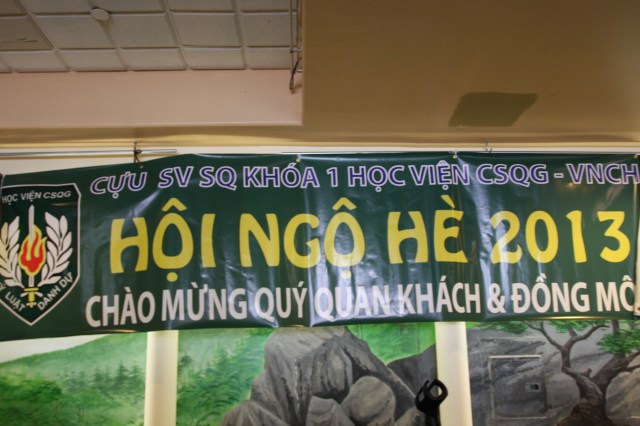 HỌC VIỆN CSQG
LUẬT DANH DỰ
CỰU SV SQ KHÓA 1 HỌC VIỆN CSQG - VNCH
HỘI NGỘ HÈ 2013
CHÀO MỪNG QUÝ QUAN KHÁCH & ĐỒNG MÔ